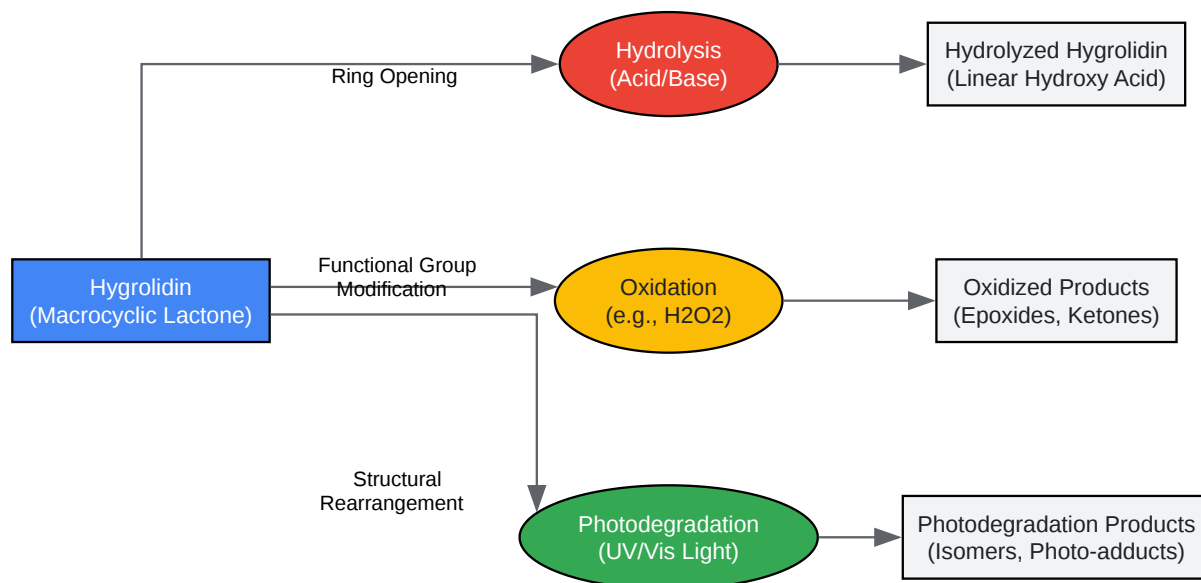 Hydrolysis
(Acid/Base)
Hydrolyzed Hygrolidin
(Linear Hydroxy Acid)
Ring Opening
Hygrolidin
(Macrocyclic Lactone)
Functional Group
Modification
Oxidation
(e.g., H2O2)
Oxidized Products
(Epoxides, Ketones)
Structural
Rearrangement
Photodegradation
(UV/Vis Light)
Photodegradation Products
(Isomers, Photo-adducts)